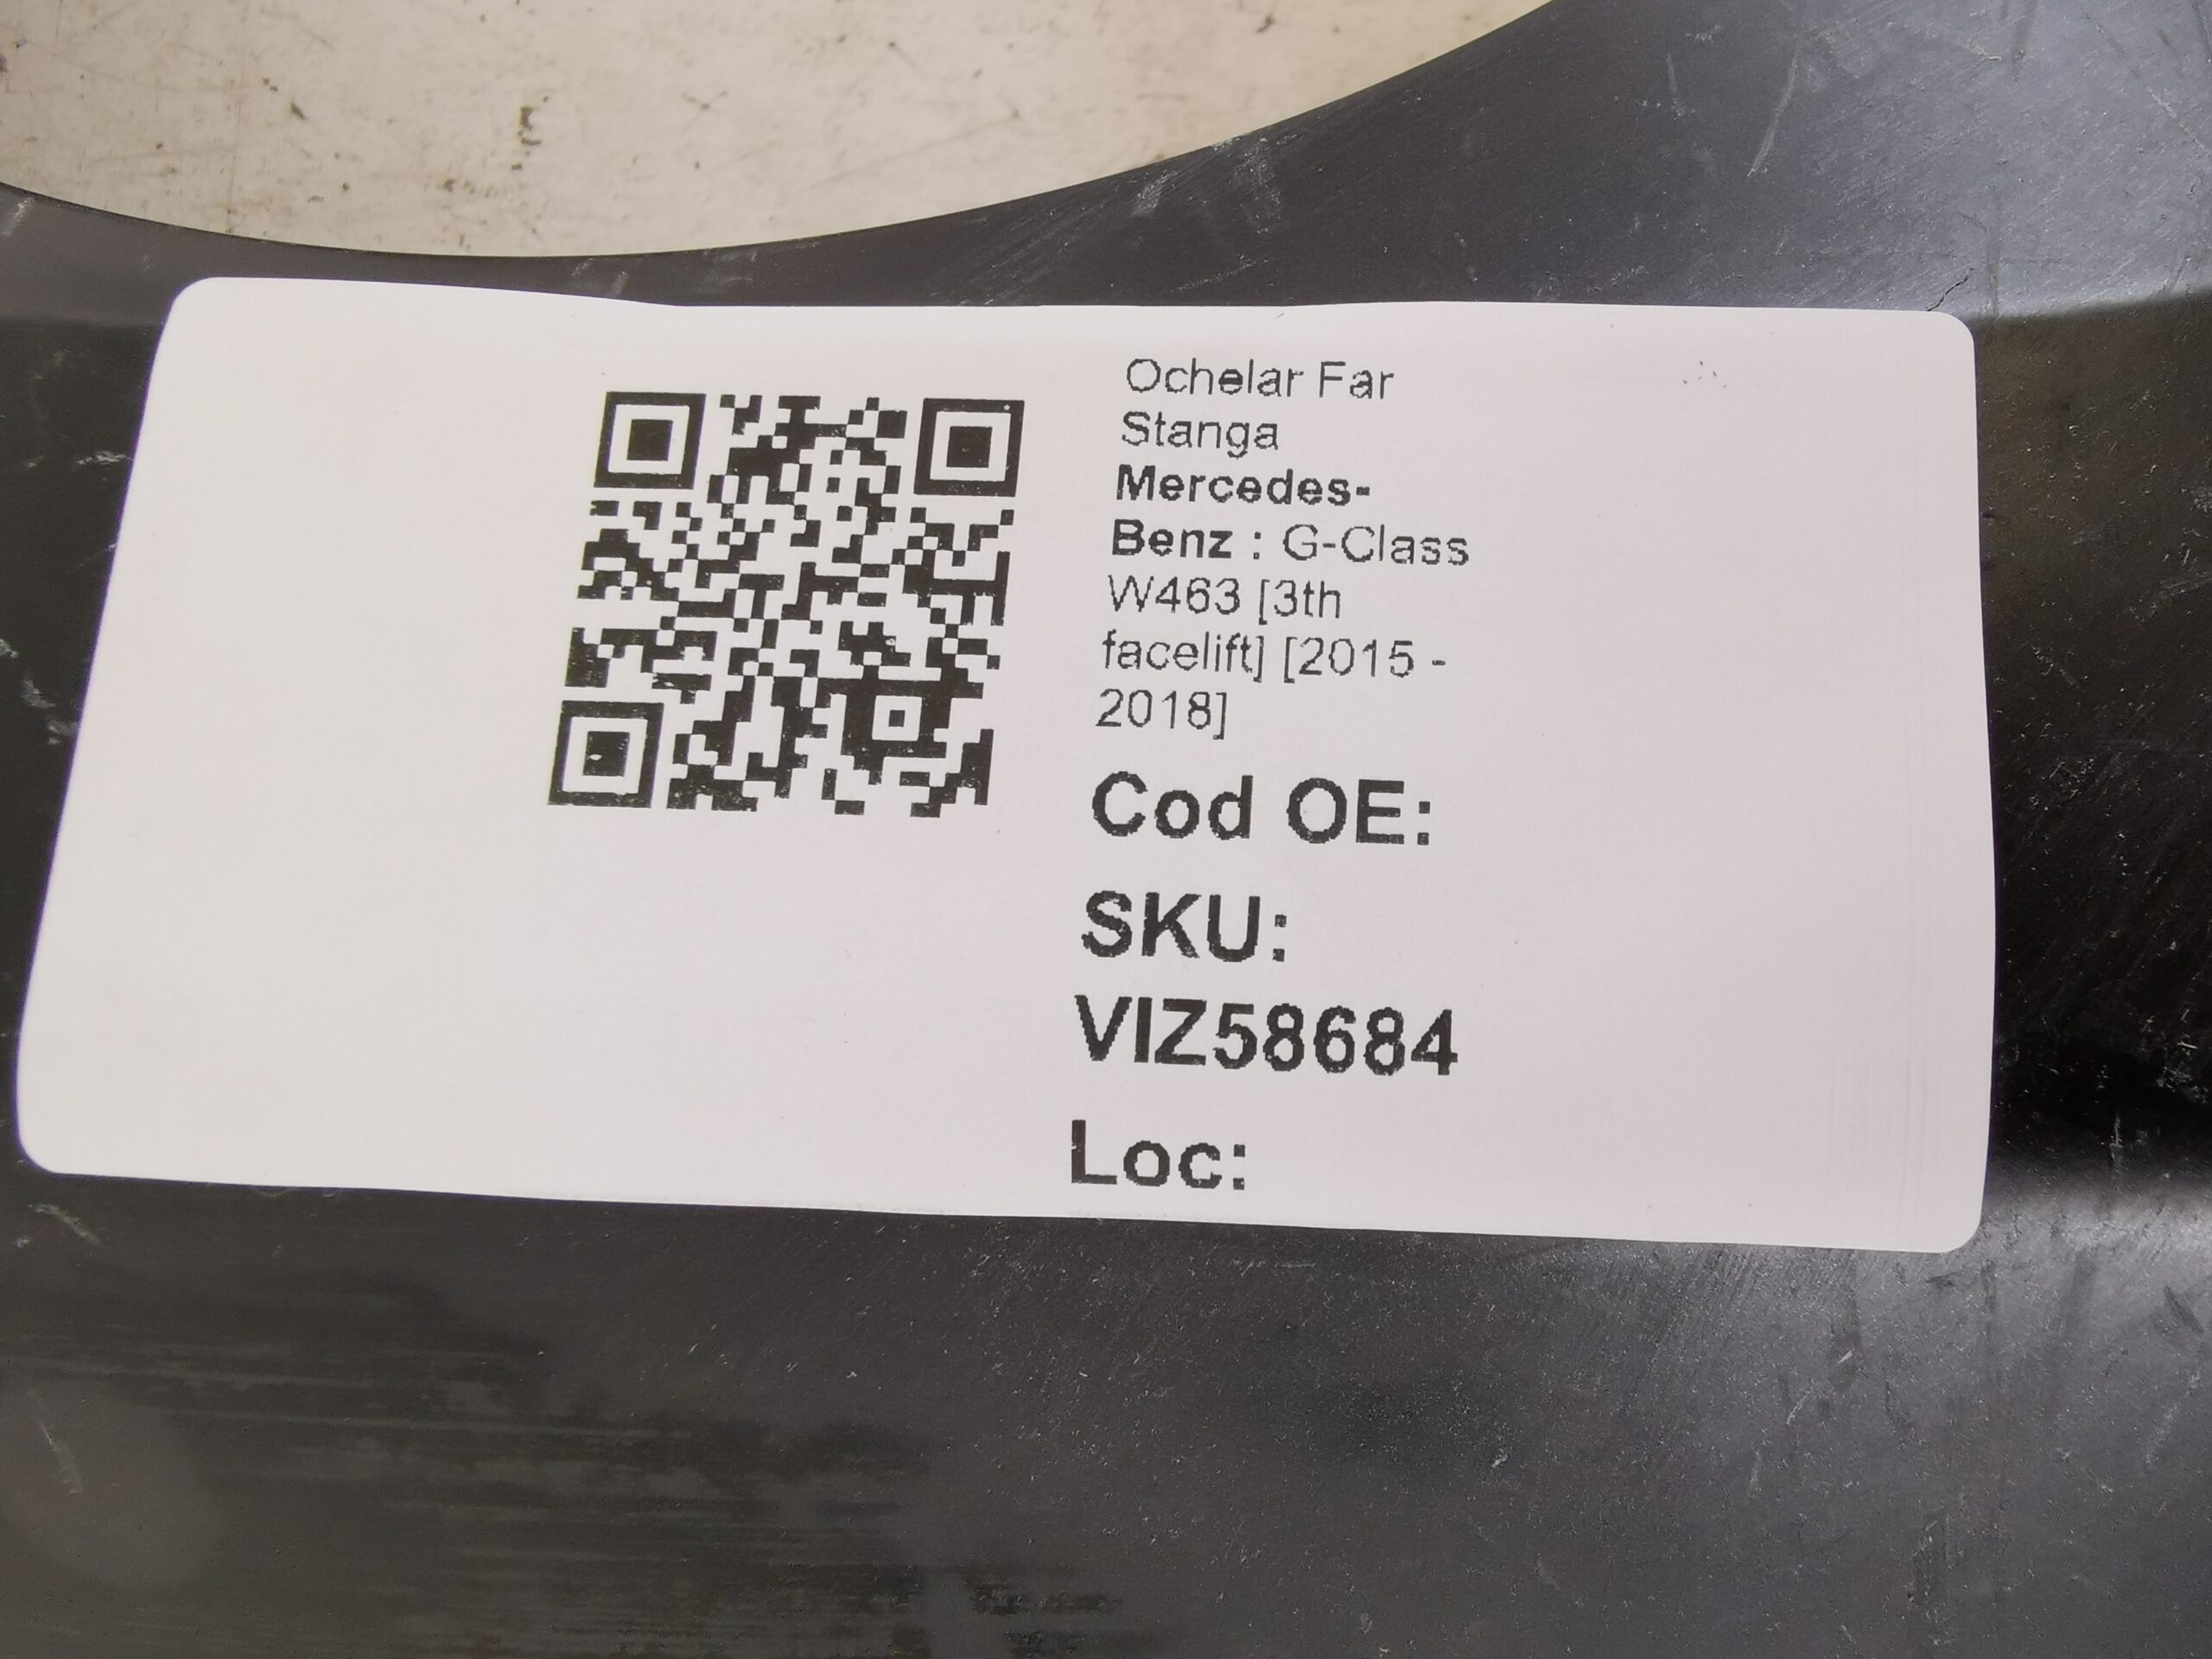 Ochelar Far
Stanga
Mercedes-
Benz : G-Class
W463 [3th
facelift] [2015 -
2018]
Cod OE:
SKU:
VIZ58684
Loc: